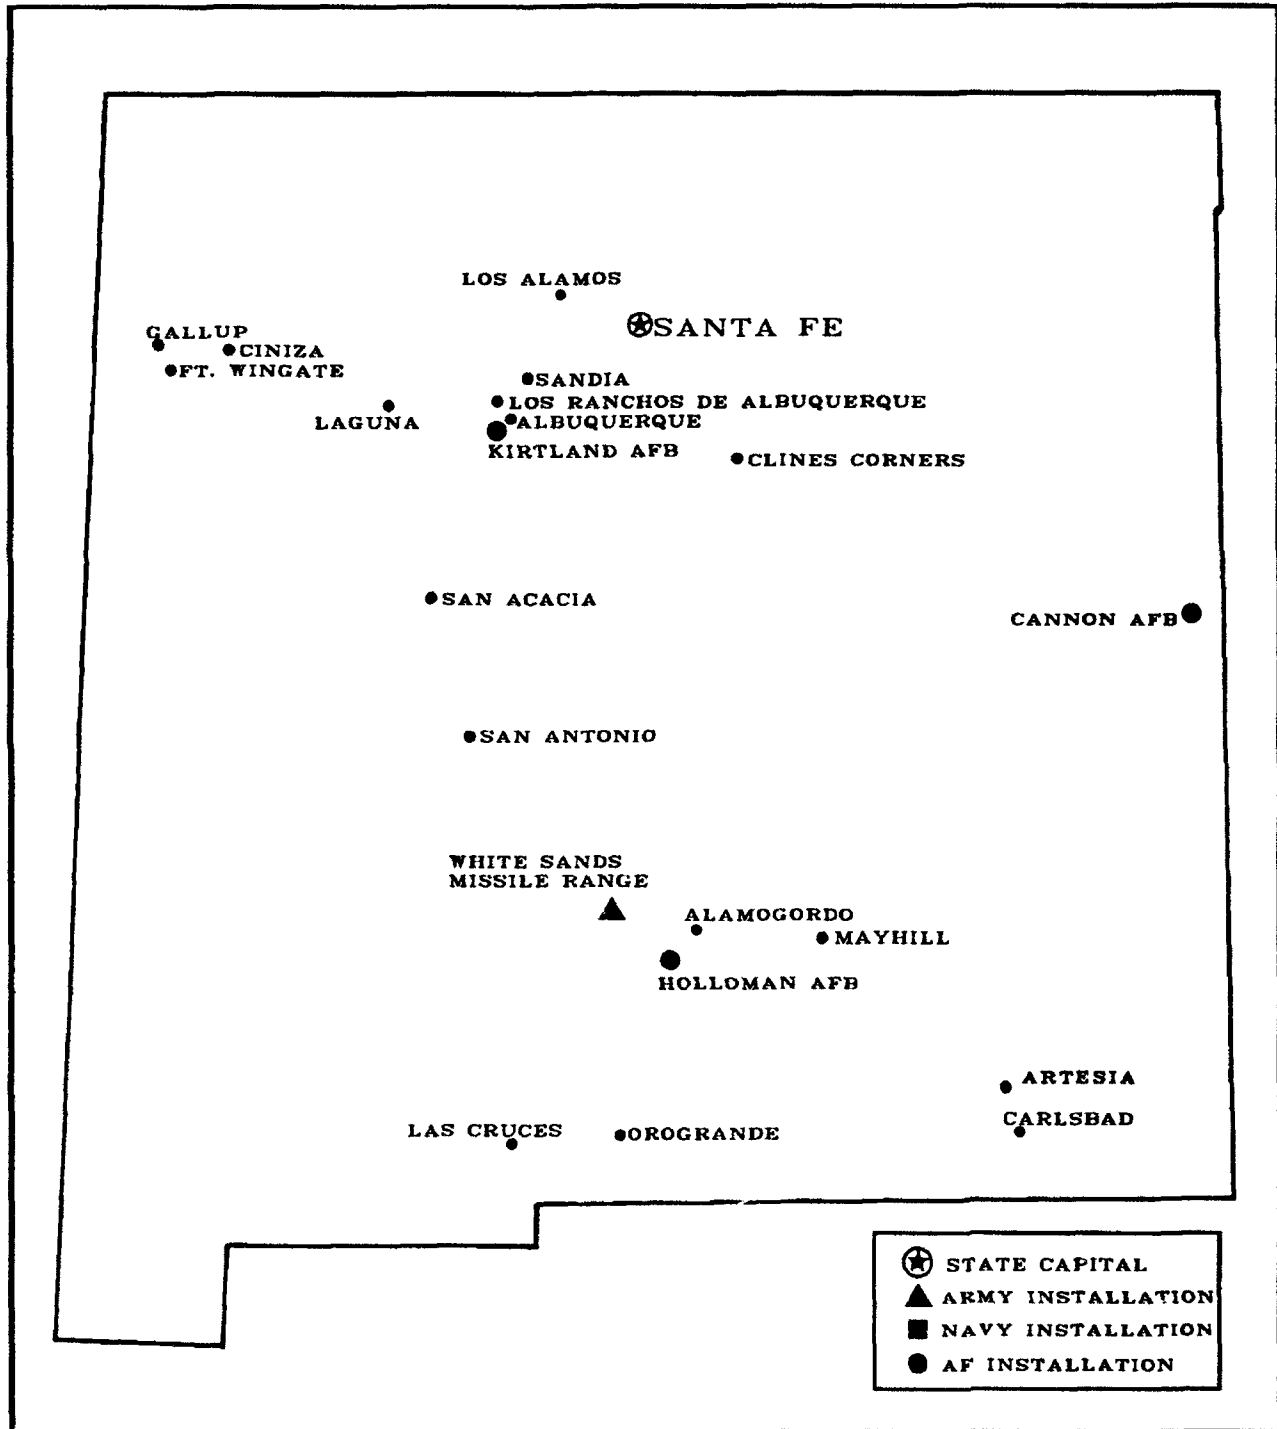 LOS ALAMOS
SANTA FE
GALLUP
CINIZA
FT. WINGATE
SANDIA
LOS RANCHOS DE ALBUQUERQUE
LAGUNA
ALBUQUERQUE
KIRTLAND AFB
CLINES CORNERS
SAN ACACIA
CANNON AFB
SAN ANTONIO
WHITE SANDS
MISSILE RANGE
ALAMOGORDO
MAYHILL
HOLLOMAN AFB
ARTESIA
CARLSBAD
LAS CRUCES
OROGRANDE
STATE CAPITAL
ARMY INSTALLATION
NAVY INSTALLATION
AF INSTALLATION